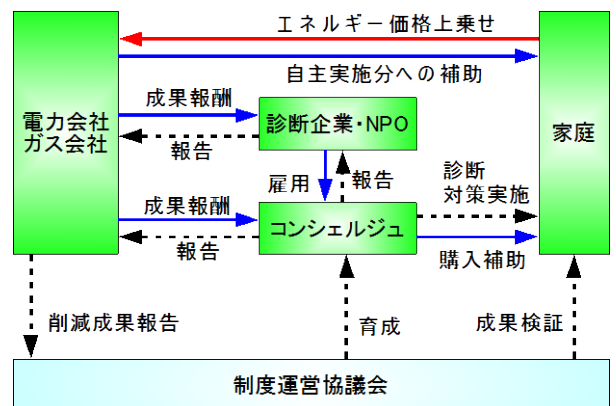 エネルギー価格上乗せ
自主実施分への補助
電力会社
ガス会社
成果報酬
報告
診断企業・NPO
家庭
雇用
報告
診断
対策実施
成果報酬
報告
コンシェルジュ
購入補助
削減成果報告
育成
成果検証
制度運営協議会